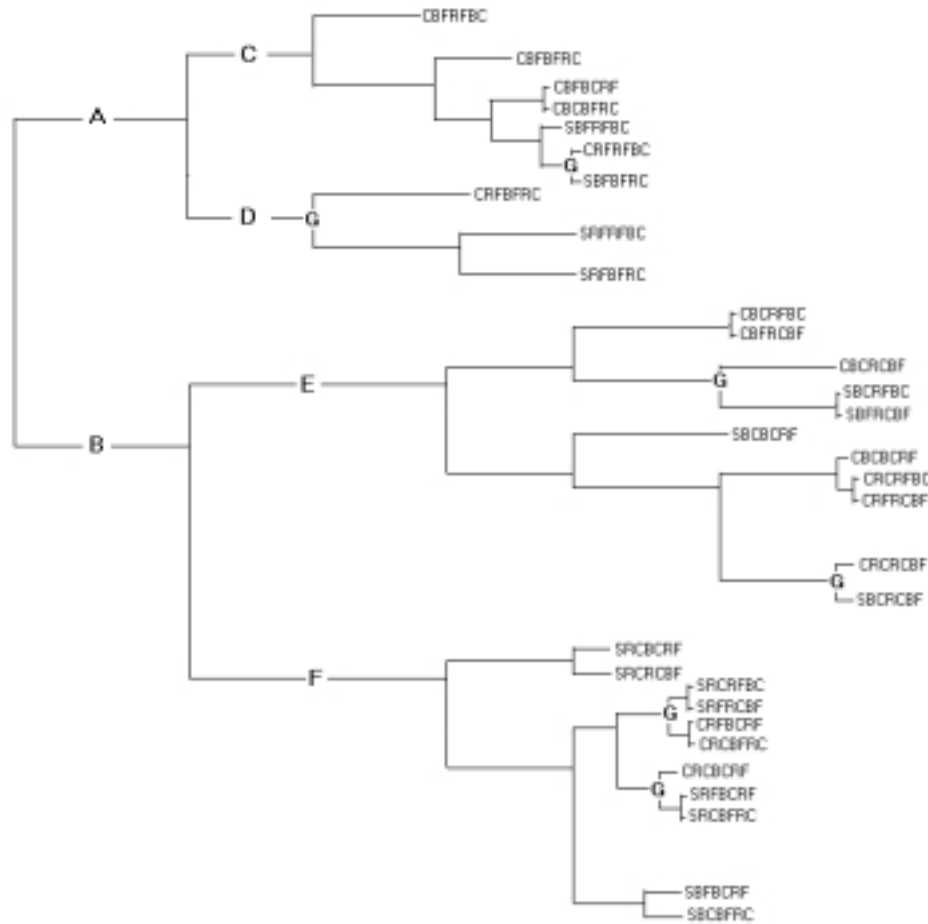 CBFRFBC
C
CBFBFRC
CBFBCRF
CBCBFRC
A
SBFRFBC
CRFRFBC
G
SBFBFRC
CRFBFRC
D G
SRFRFBC
SRFBFRC
CBCRFBC
CBFRCBF
CBCRCBF
E G
SBCRFBC
SBFRCBF
SBCBCRF
B
CBCBCRF
CRCRFBC
CRFRCBF
CRCRCBF
G
SBCRCBF
SRCBCRF
SRCRCBF
F
SRCRFBC
SRFRCBF
G
CRFBCRF
CRCBFRC
CRCBCRF
G
SRFBCRF
SRCBFRC
SBFBCRF
SBCBFRC